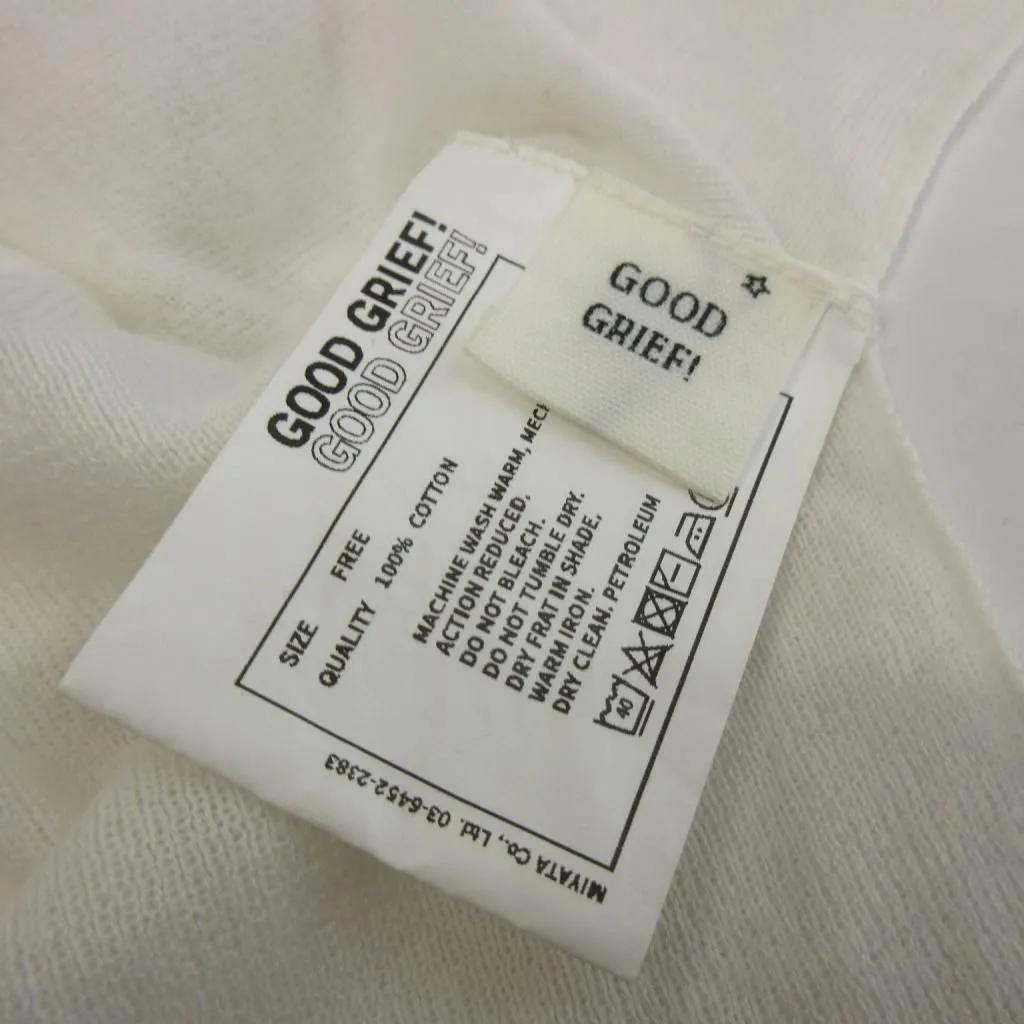 GOOD GRIEF!
GOOD GRIEF!
GOOD
GRIEF!
SIZE FREE
QUALITY 100% COTTON
MACHINE WASH WARM,
ACTION REDUCED.
DO NOT BLEACH.
DO NOT TUMBLE DRY.
DRY FRAT IN SHADE.
WARM IRON.
DRY CLEAN. PETROLEUM
40
MIYATA Co., Ltd. 03-6452-2383